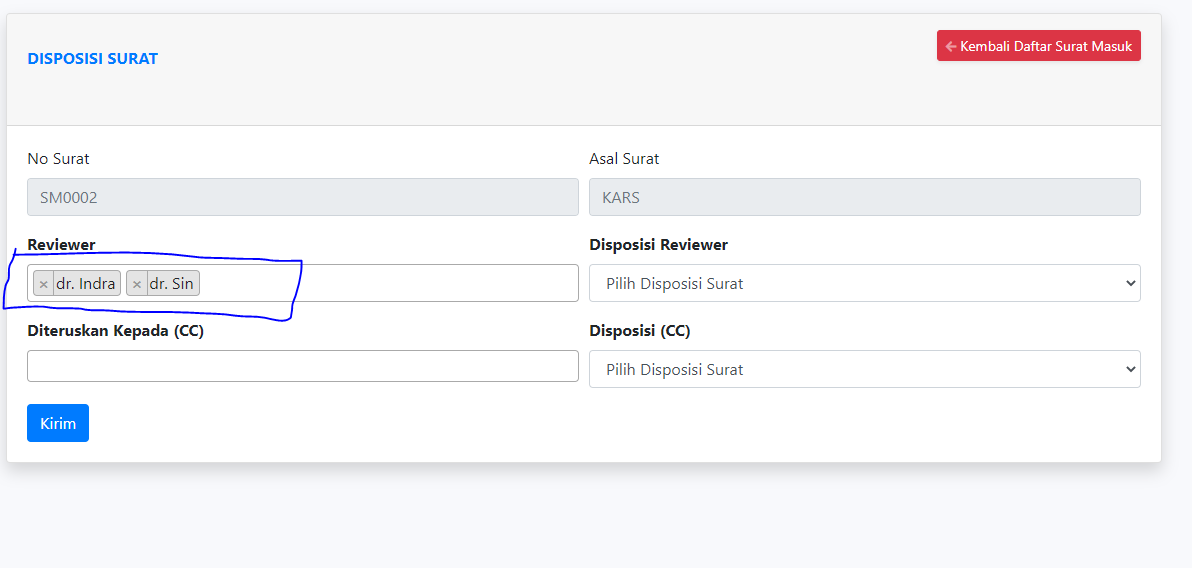 DISPOSISI SURAT
← Kembali Daftar Surat Masuk
No Surat
Asal Surat
SM0002
KARS
Reviewer
Disposisi Reviewer
× dr. Indra × dr. Sin
Pilih Disposisi Surat
Diteruskan Kepada (CC)
Disposisi (CC)
Pilih Disposisi Surat
Kirim